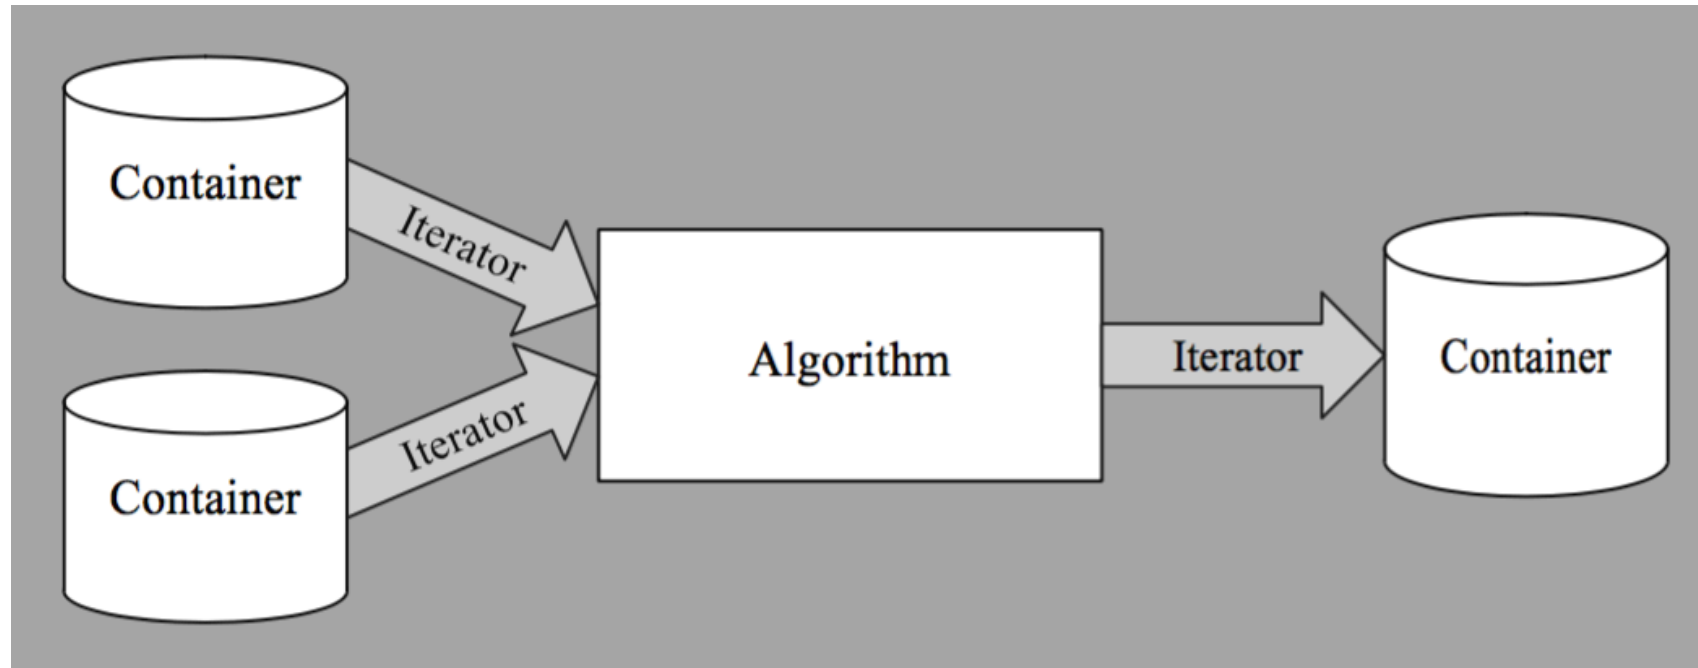 Container
Iterator
Algorithm
Iterator
Container
Container
Iterator